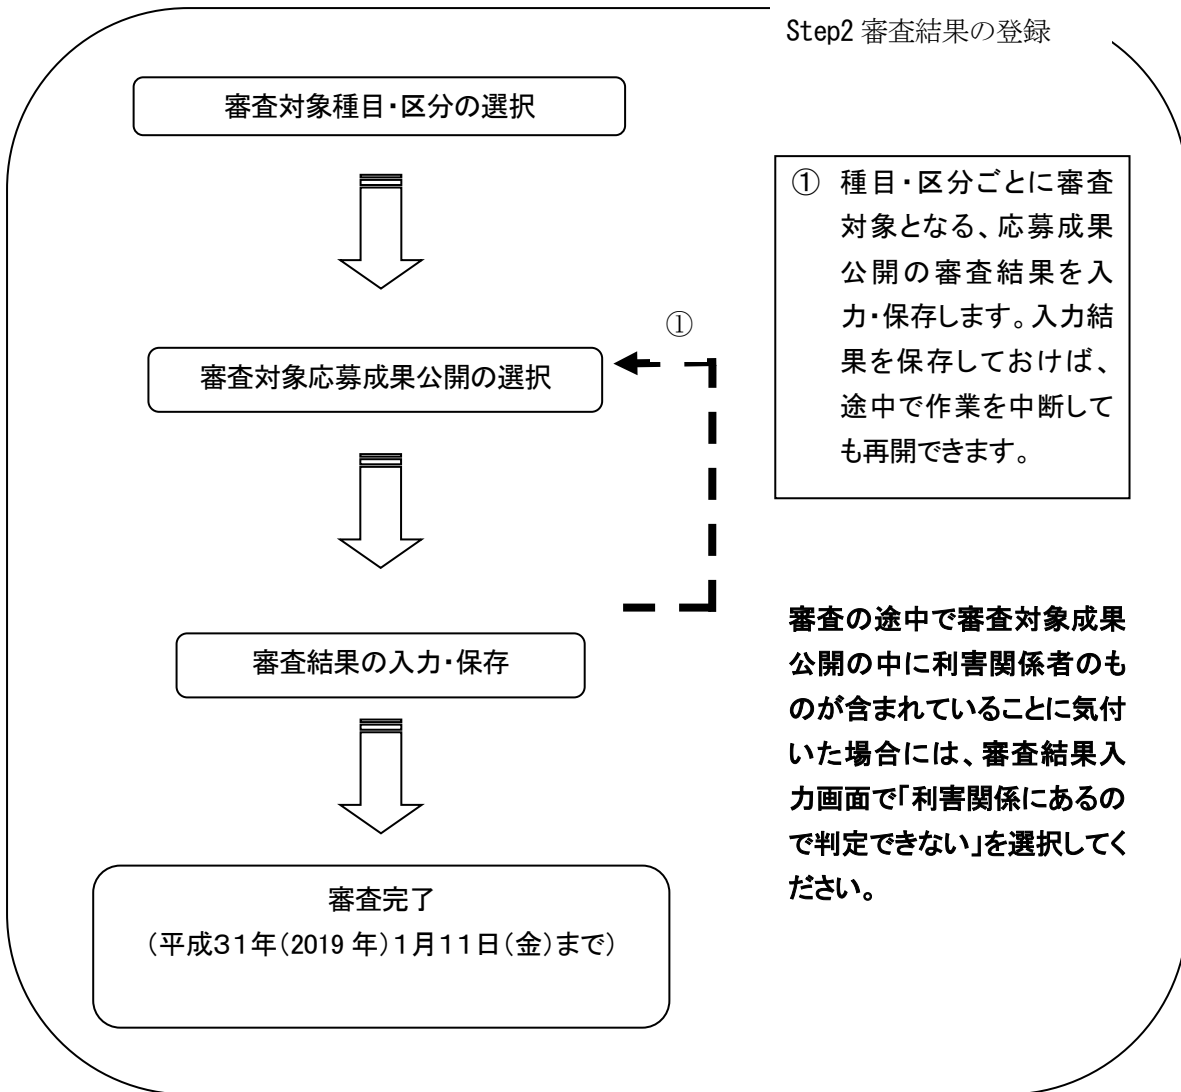 Step2 審査結果の登録
審査対象種目・区分の選択
① 種目・区分ごとに審査
対象となる、応募成果
公開の審査結果を入
力・保存します。入力結
果を保存しておけば、
途中で作業を中断して
も再開できます。
①
審査対象応募成果公開の選択
審査結果の入力・保存
審査の途中で審査対象成果
公開の中に利害関係者のも
のが含まれていることに気付
いた場合には、審査結果入
力画面で「利害関係にあるの
で判定できない」を選択してく
ださい。
審査完了
（平成３１年（2019 年）１月１１日（金）まで）